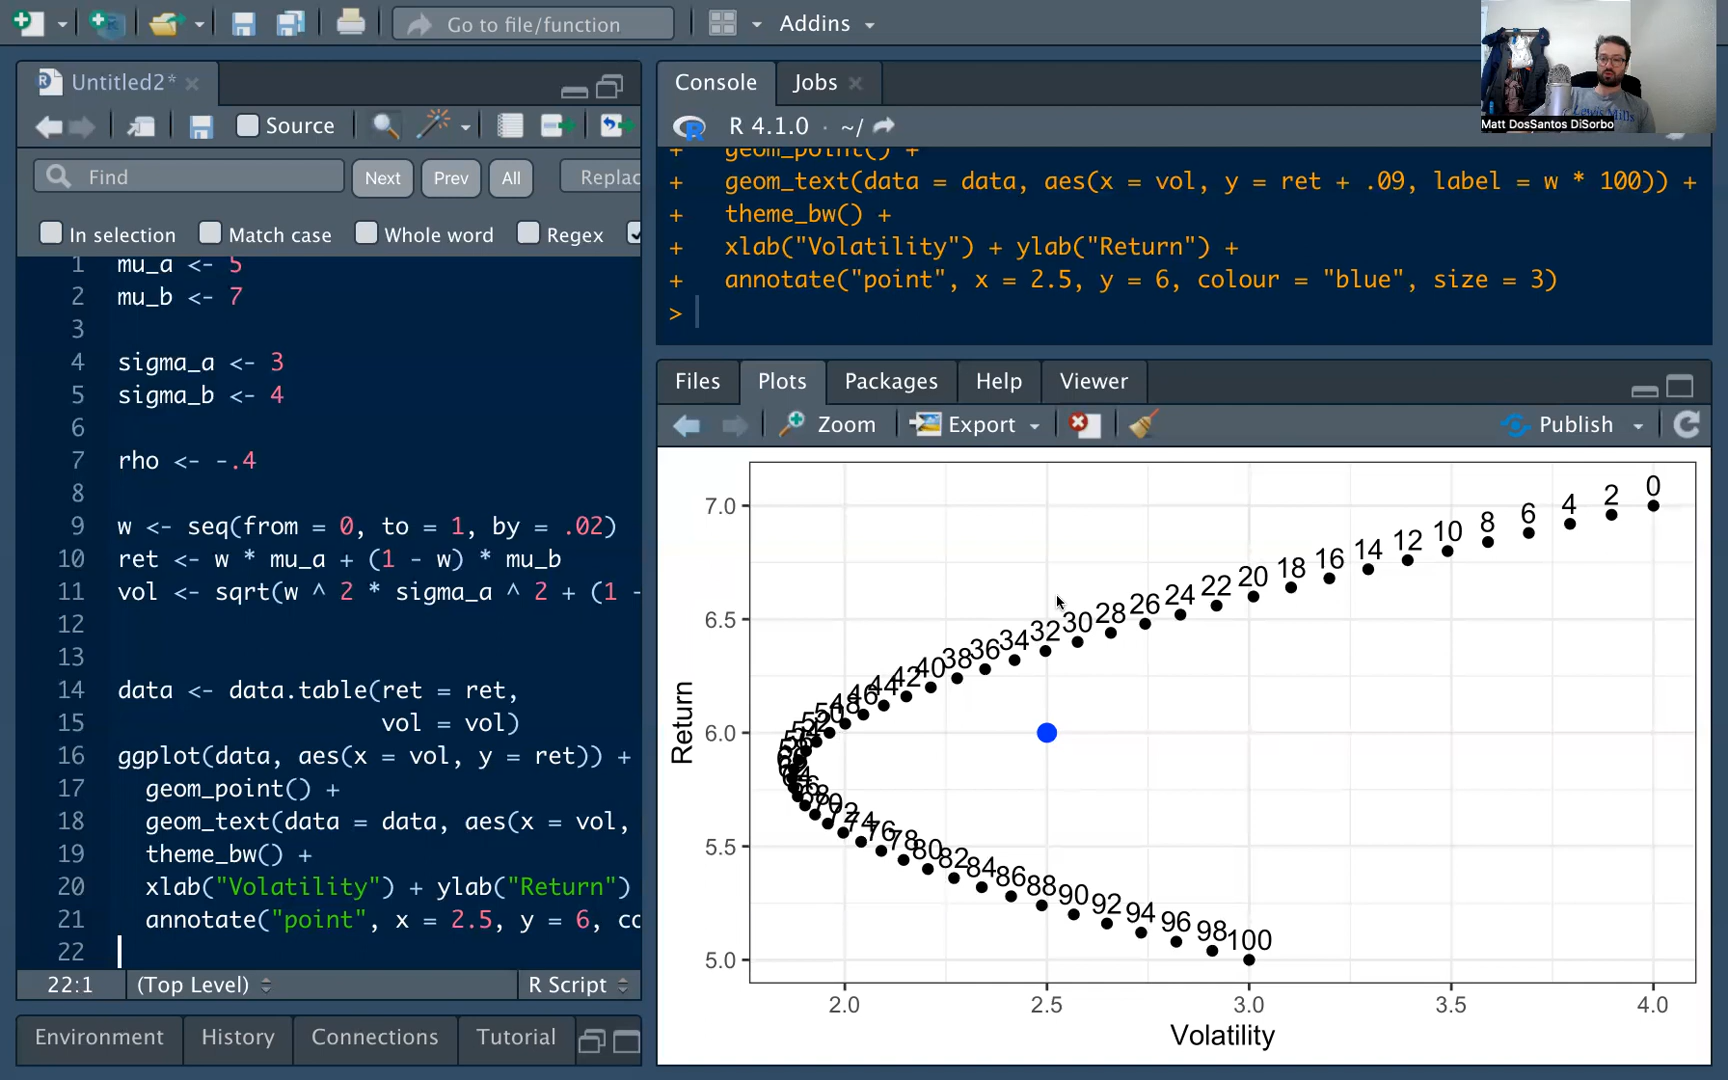 Go to file/function
Addins
Matt DosSantos DiSorbo
Untitled2*
Source
Find
Next
Prev
All
Replac
In selection
Match case
Whole word
Regex
1 mu_a <- 5
2 mu_b <- 7
3
4 sigma_a <- 3
5 sigma_b <- 4
6
7 rho <- -.4
8
9 w <- seq(from = 0, to = 1, by = .02)
10 ret <- w * mu_a + (1 - w) * mu_b
11 vol <- sqrt(w ^ 2 * sigma_a ^ 2 + (1 -
12
13
14 data <- data.table(ret = ret,
15 vol = vol)
16 ggplot(data, aes(x = vol, y = ret)) +
17 geom_point() +
18 geom_text(data = data, aes(x = vol,
19 theme_bw() +
20 xlab("Volatility") + ylab("Return")
21 annotate("point", x = 2.5, y = 6, co
22
22:1 (Top Level) R Script
Environment History Connections Tutorial
Console Jobs
R 4.1.0 · ~/
+ geom_point() +
+ geom_text(data = data, aes(x = vol, y = ret + .09, label = w * 100)) +
+ theme_bw() +
+ xlab("Volatility") + ylab("Return") +
+ annotate("point", x = 2.5, y = 6, colour = "blue", size = 3)
>
Files Plots Packages Help Viewer
Zoom Export Publish
Return
7.0
6.5
6.0
5.5
5.0
0
2
4
6
8
10
12
14
16
18
20
22
24
26
28
30
32
34
36
38
40
42
44
46
48
50
70
72
74
76
78
80
82
84
86
88
90
92
94
96
98
100
2.0 2.5 3.0 3.5 4.0
Volatility